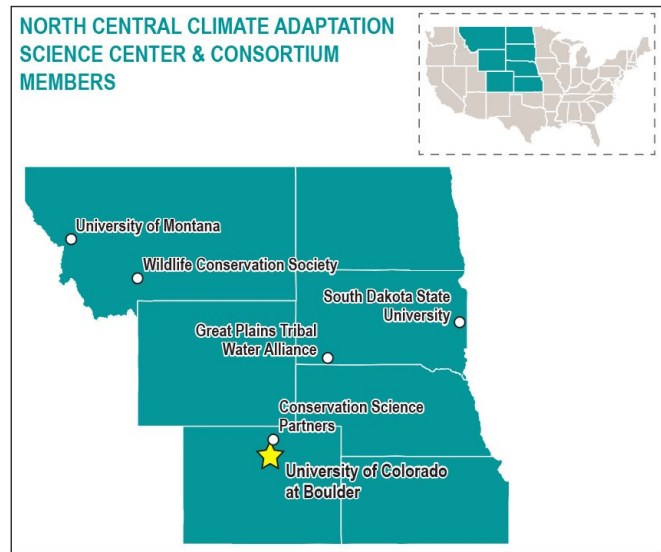 NORTH CENTRAL CLIMATE ADAPTATION
SCIENCE CENTER & CONSORTIUM
MEMBERS
University of Montana
Wildlife Conservation Society
South Dakota State
University
Great Plains Tribal
Water Alliance
Conservation Science
Partners
University of Colorado
at Boulder